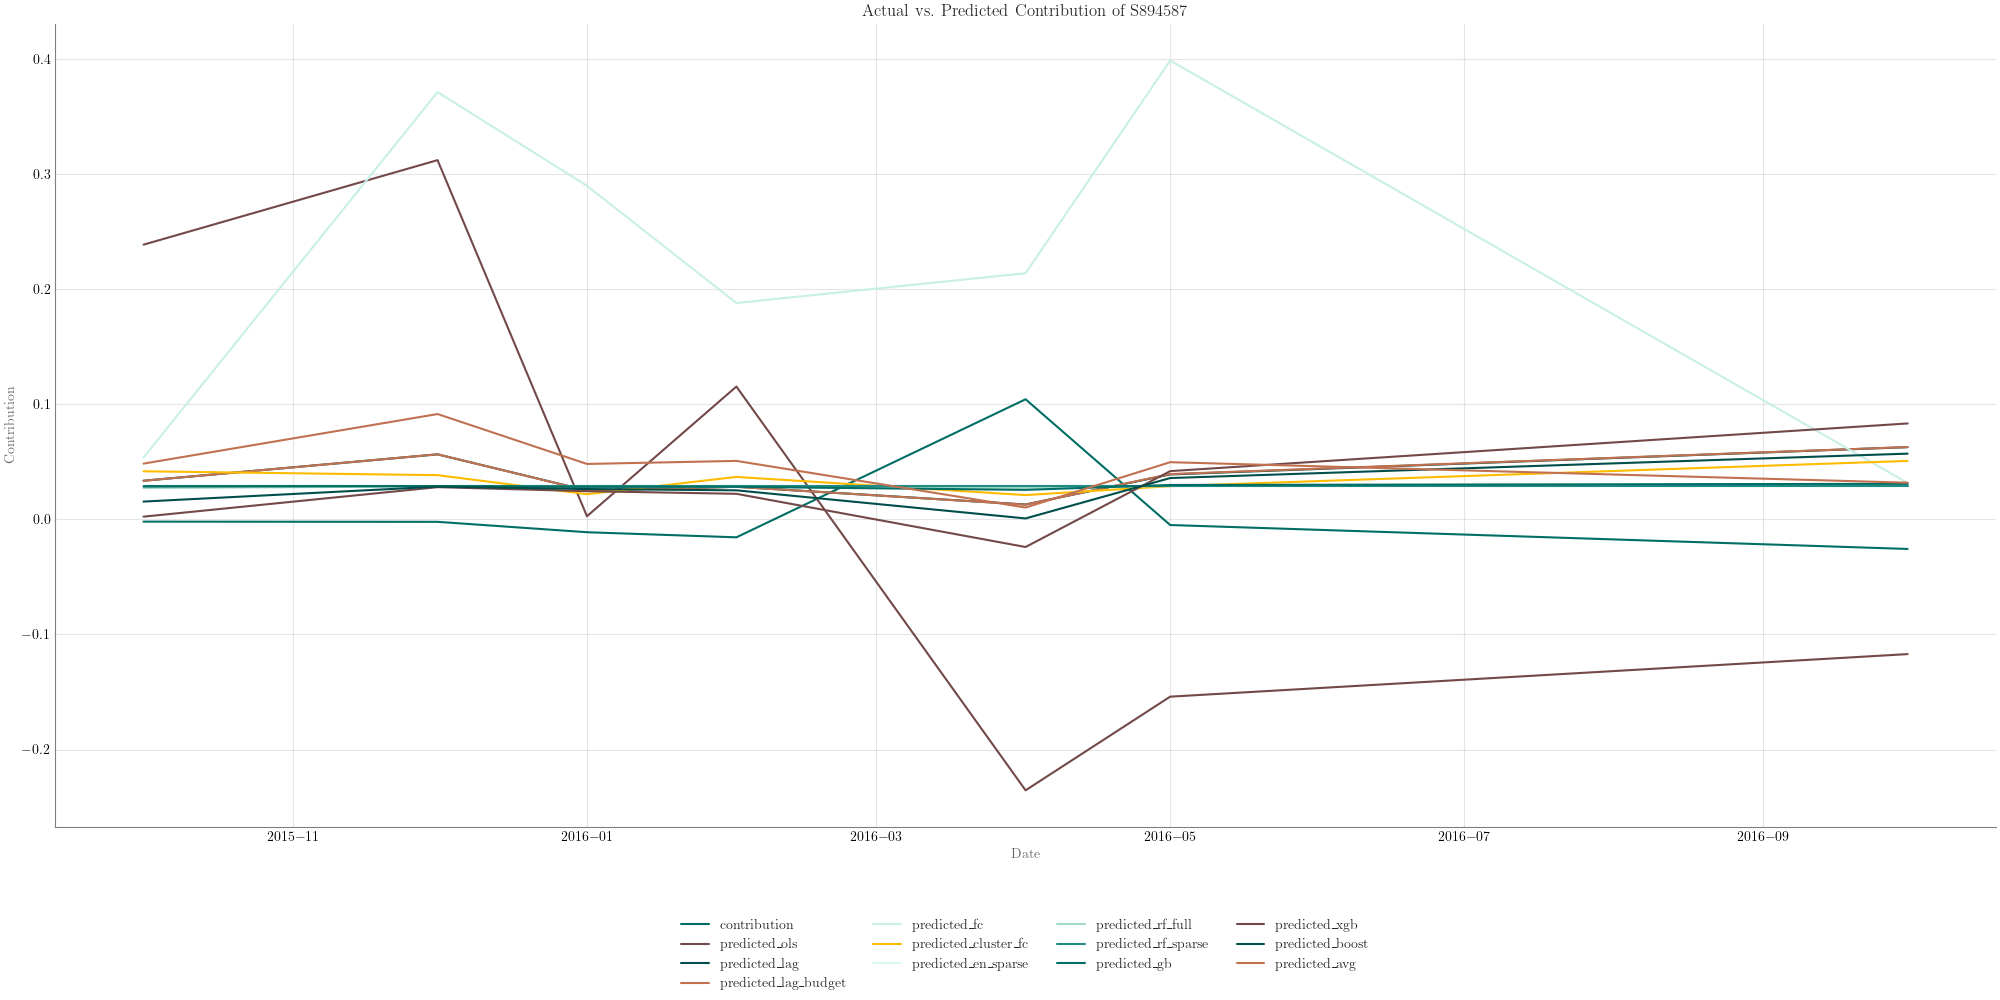 Actual vs. Predicted Contribution of S894587
0.4
0.3
0.2
0.1
0.0
−0.1
−0.2
Contribution
2015−11
2016−01
2016−03
2016−05
2016−07
2016−09
Date
contribution
predicted_ols
predicted_lag
predicted_lag_budget
predicted_fc
predicted_cluster_fc
predicted_en_sparse
predicted_rf_full
predicted_rf_sparse
predicted_gb
predicted_xgb
predicted_boost
predicted_avg